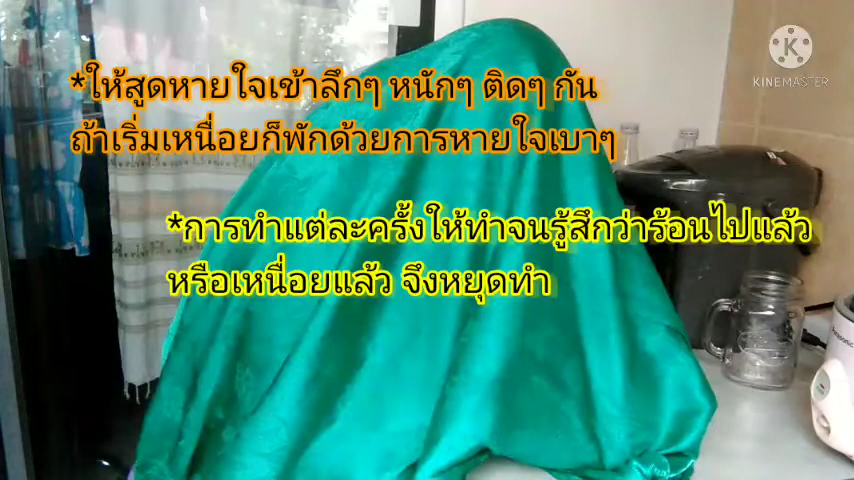 K
KINEMASTER
*ให้สูดหายใจเข้าลึกๆ หนักๆ ติดๆ กัน
ถ้าเริ่มเหนื่อยก็พักด้วยการหายใจเบาๆ
*การทำแต่ละครั้งให้ทำจนรู้สึกว่าร้อนไปแล้ว
หรือเหนื่อยแล้ว จึงหยุดทำ
Panasonic